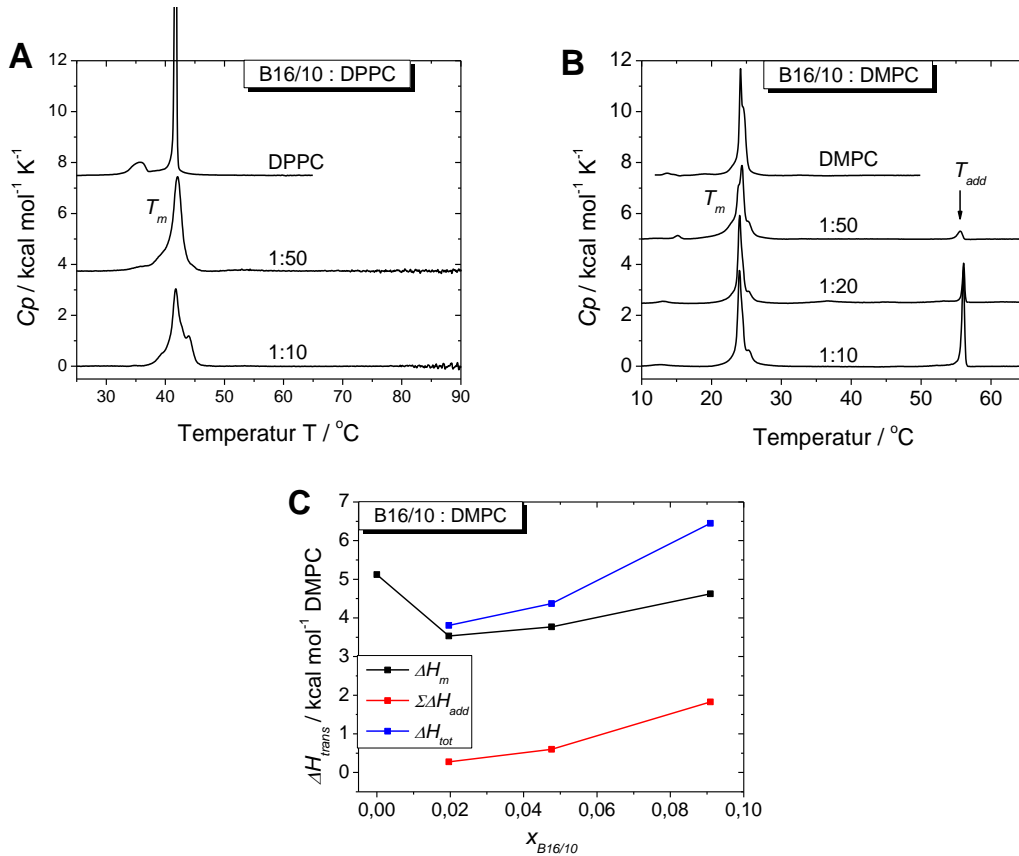 A
B16/10 : DPPC
Cp / kcal mol-1 K-1
12
10
8
6
4
2
0
DPPC
Tm
1:50
1:10
30 40 50 60 70 80 90
Temperatur T / oC
B
B16/10 : DMPC
Cp / kcal mol-1 K-1
12
10
8
6
4
2
0
DMPC
Tadd
Tm
1:50
1:20
1:10
10 20 30 40 50 60
Temperatur / oC
C
B16/10 : DMPC
ΔHtrans / kcal mol-1 DMPC
7
6
5
4
3
2
1
0
ΔHm
ΣΔHadd
ΔHtot
0,00 0,02 0,04 0,06 0,08 0,10
xB16/10